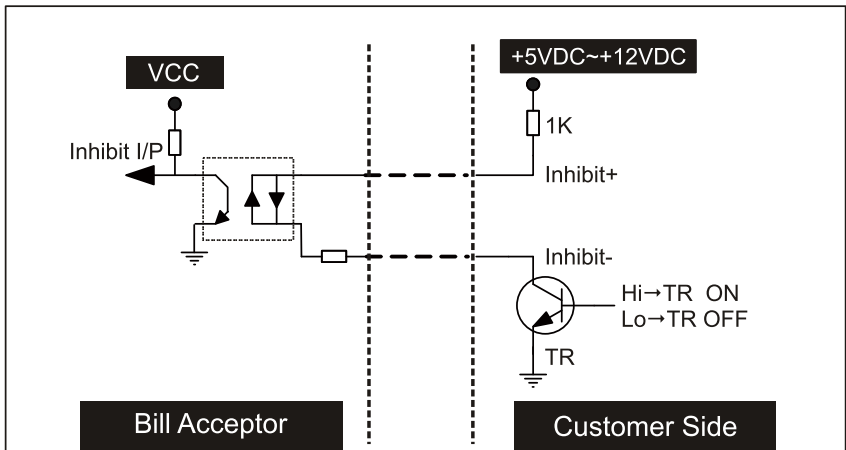 VCC
+5VDC~+12VDC
1K
Inhibit I/P
Inhibit+
Inhibit-
Hi→TR ON
Lo→TR OFF
TR
Bill Acceptor
Customer Side